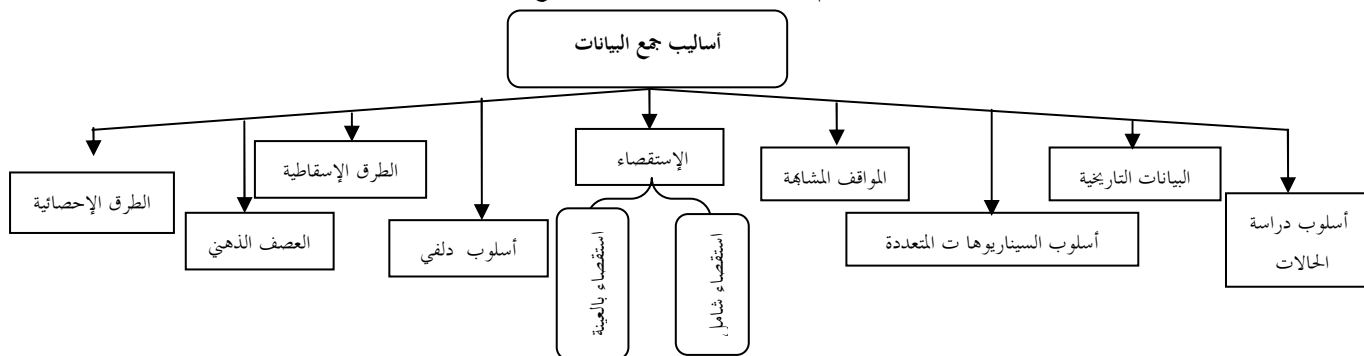 أساليب جمع البيانات
أسلوب دراسة
الحالات
البيانات التاريخية
أسلوب السيناريوها ت المتعددة
المواقف المشابهة
الإستقصاء
استقصاء شامل
استقصاء بالعينة
أسلوب دلفي
الطرق الإسقاطية
العصف الذهني
الطرق الإحصائية